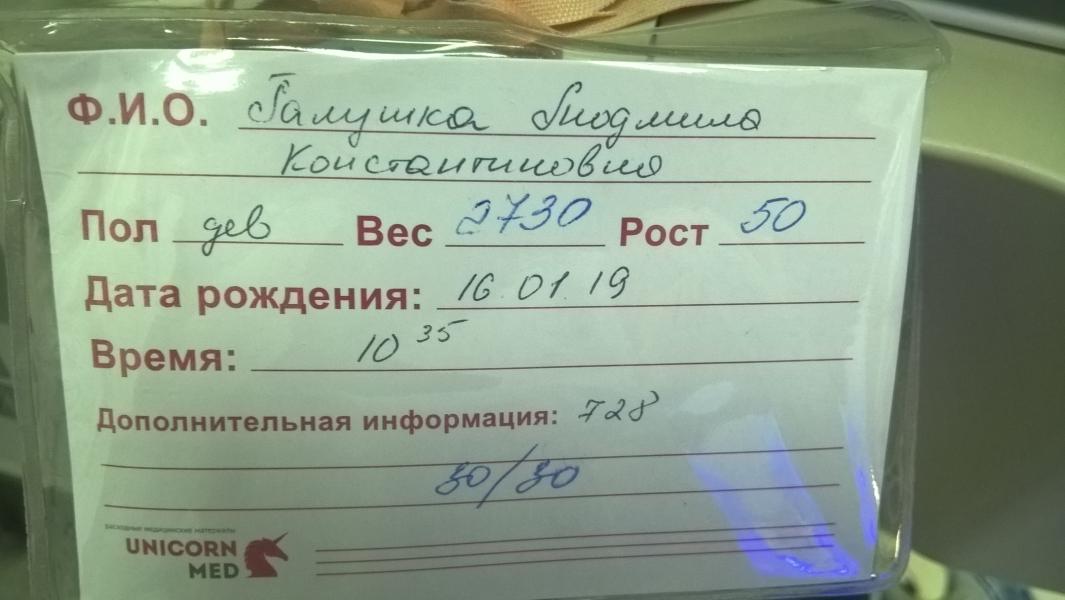 Ф.И.О. Галушка Людмила
Константиновия
Пол дев Вес 2730 Рост 50
Дата рождения: 16.01.19
Время: 10 35
Дополнительная информация: 728
30/30
РАСХОДНЫЕ МЕДИЦИНСКИЕ МАТЕРИАЛЫ
UNICORN
MED